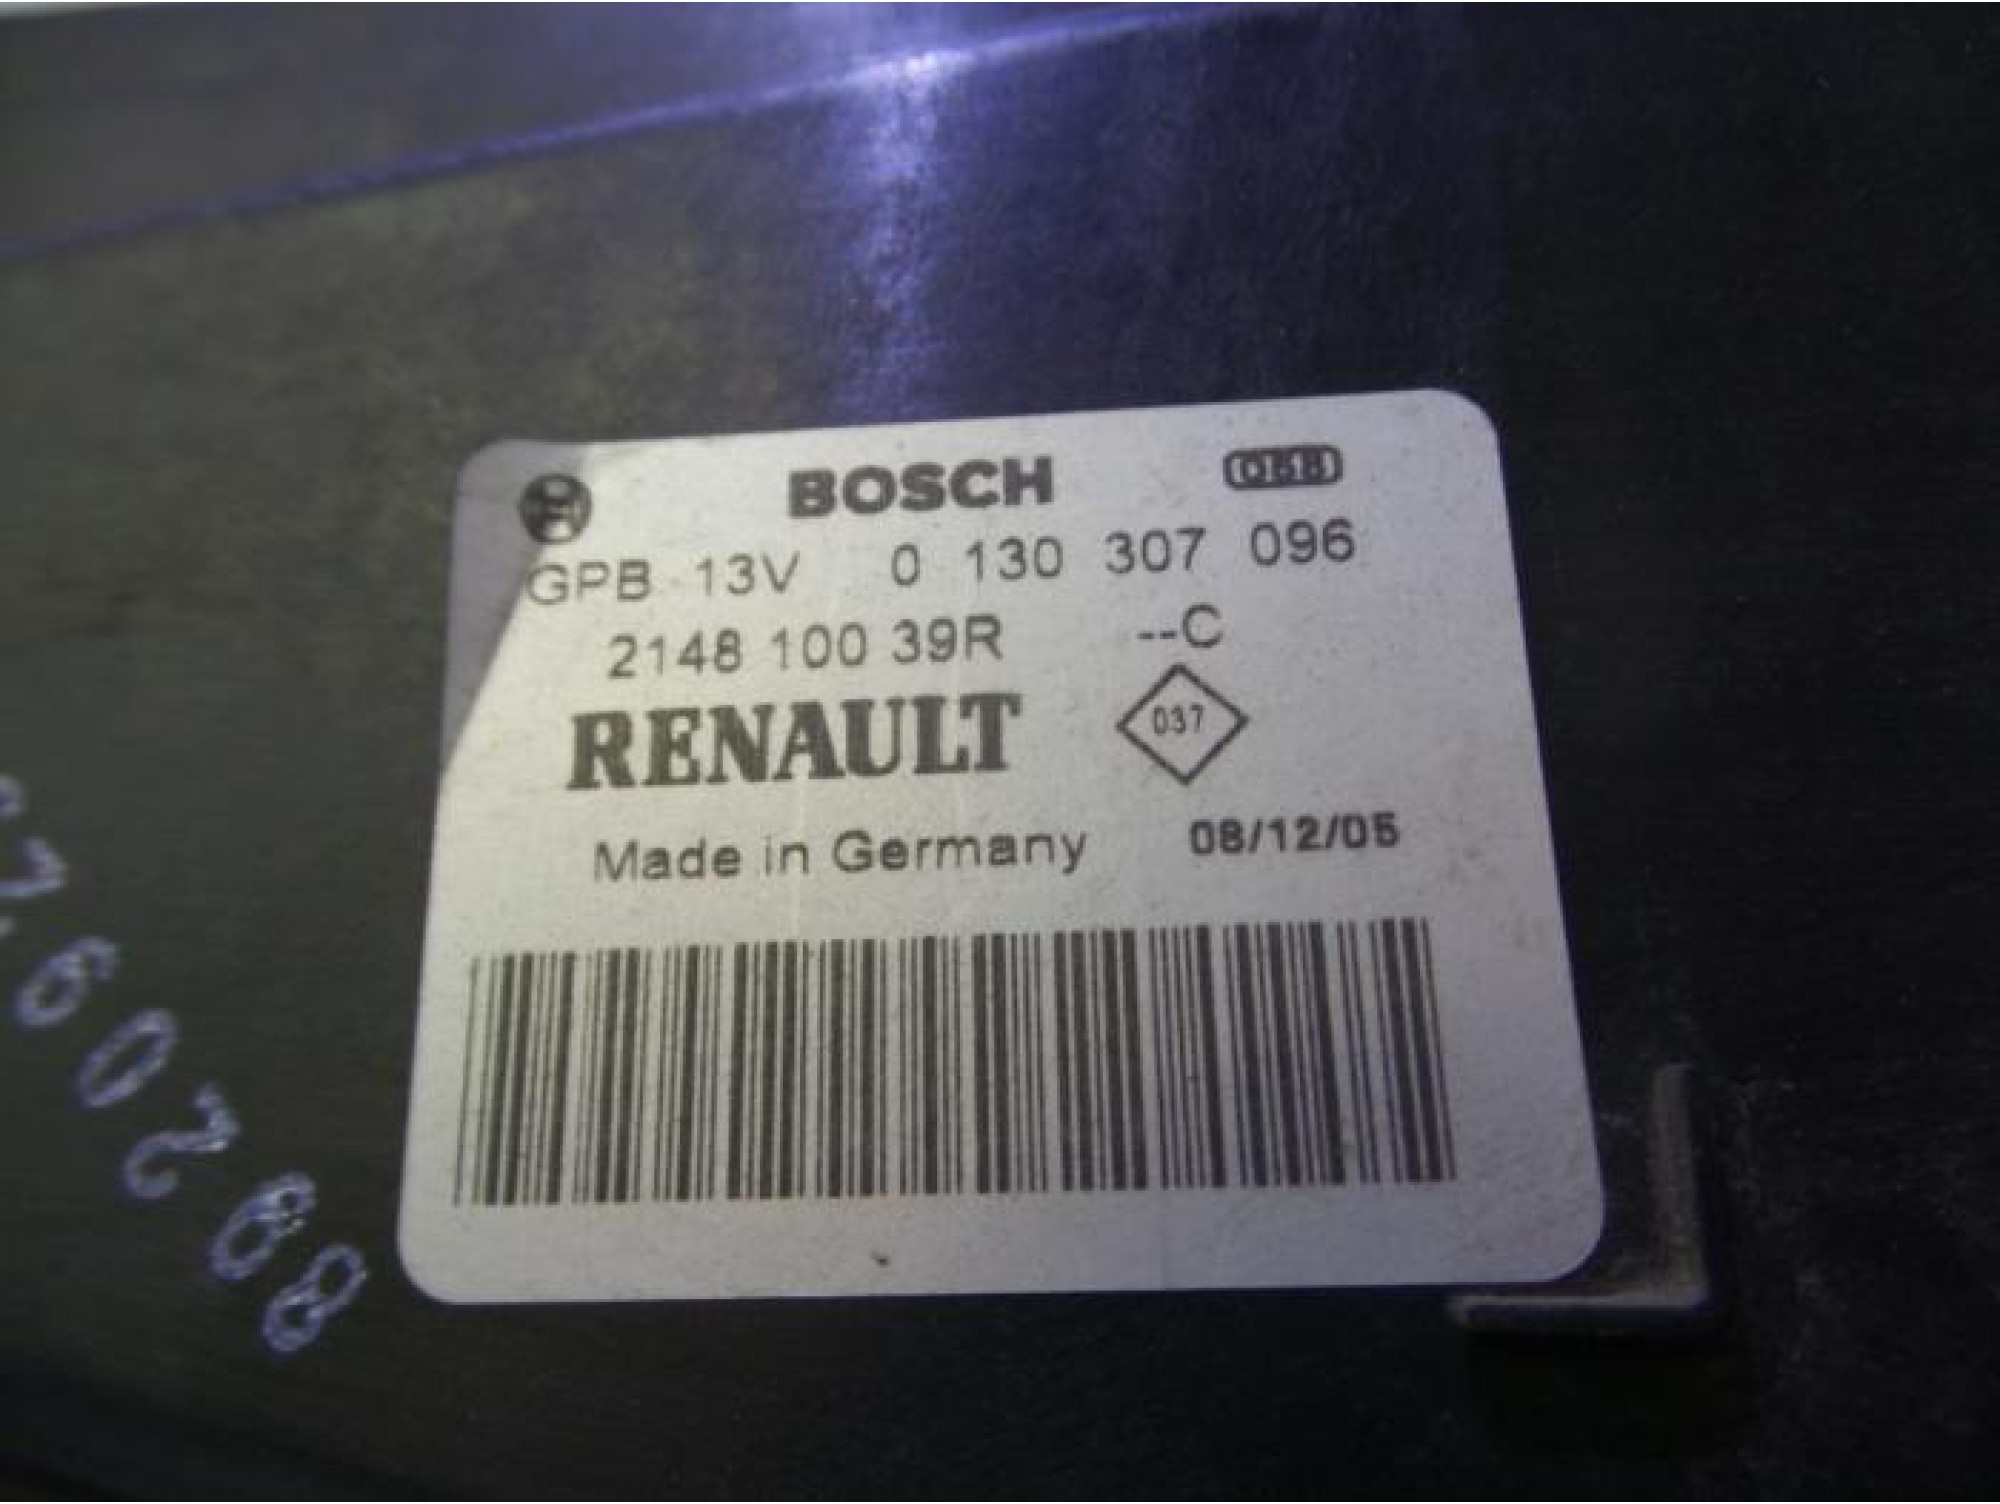 BOSCH
GPB 13V 0 130 307 096
2148 100 39R --C
RENAULT 037
Made in Germany 08/12/05